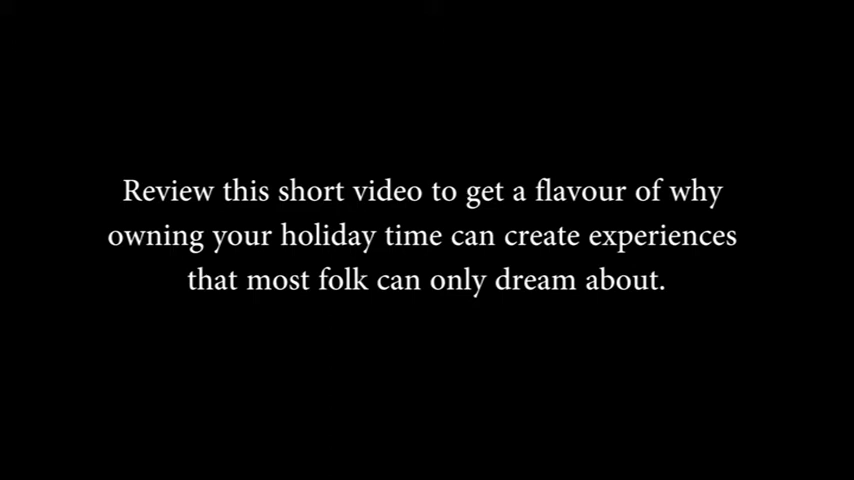 Review this short video to get a flavour of why
owning your holiday time can create experiences
that most folk can only dream about.